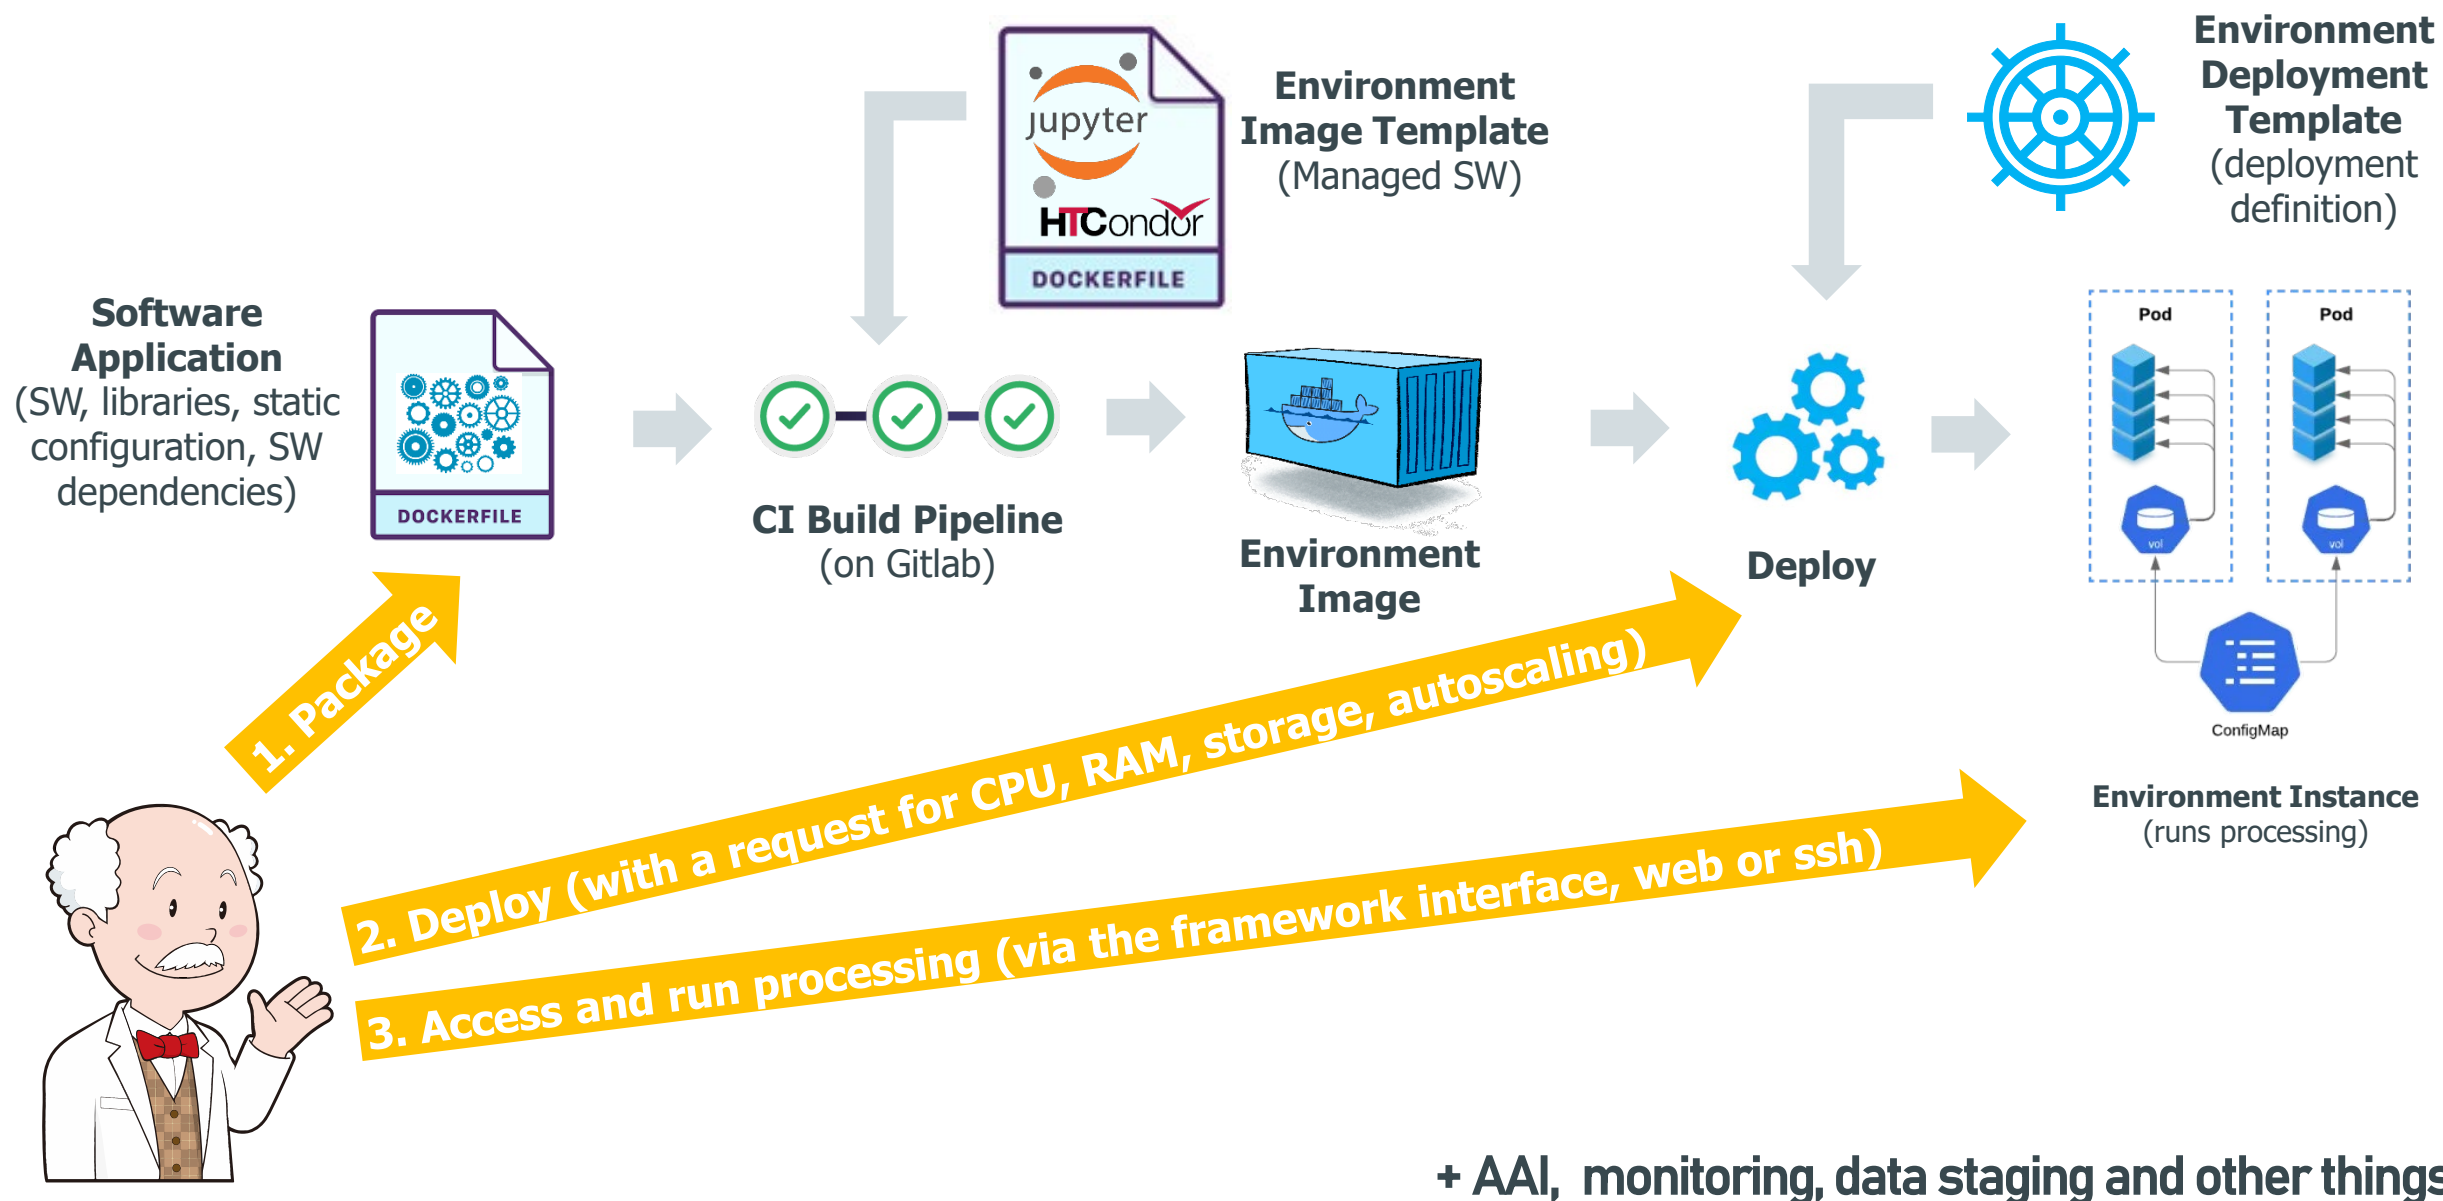 Software
Application
(SW, libraries, static
configuration, SW
dependencies)
DOCKERFILE
jupyter
HTCondor
DOCKERFILE
Environment
Image Template
(Managed SW)
CI Build Pipeline
(on Gitlab)
Environment
Image
Environment
Deployment
Template
(deployment
definition)
Deploy
Pod
Pod
vol
vol
ConfigMap
Environment Instance
(runs processing)
1. Package
2. Deploy (with a request for CPU, RAM, storage, autoscaling)
3. Access and run processing (via the framework interface, web or ssh)
+ AAI, monitoring, data staging and other things